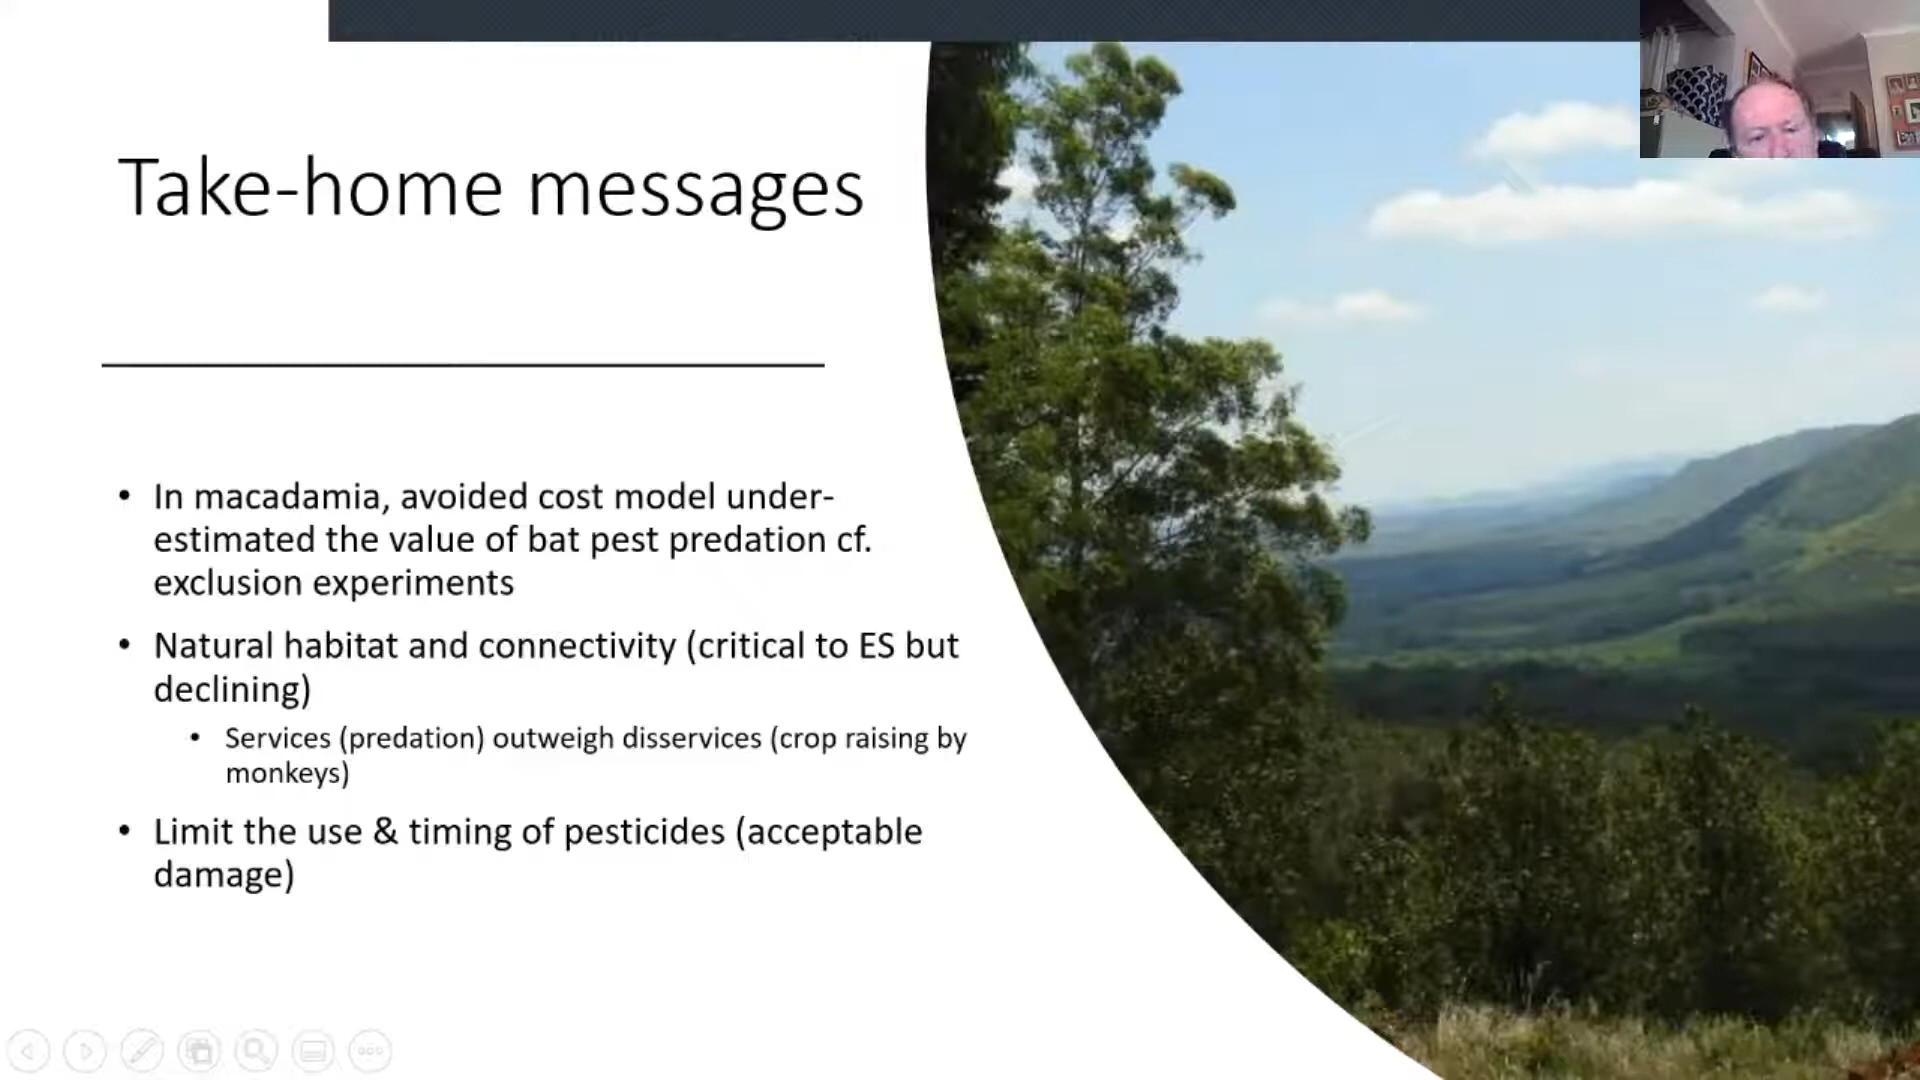 Take-home messages
• In macadamia, avoided cost model under-
estimated the value of bat pest predation cf.
exclusion experiments
• Natural habitat and connectivity (critical to ES but
declining)
• Services (predation) outweigh disservices (crop raising by
monkeys)
• Limit the use & timing of pesticides (acceptable
damage)